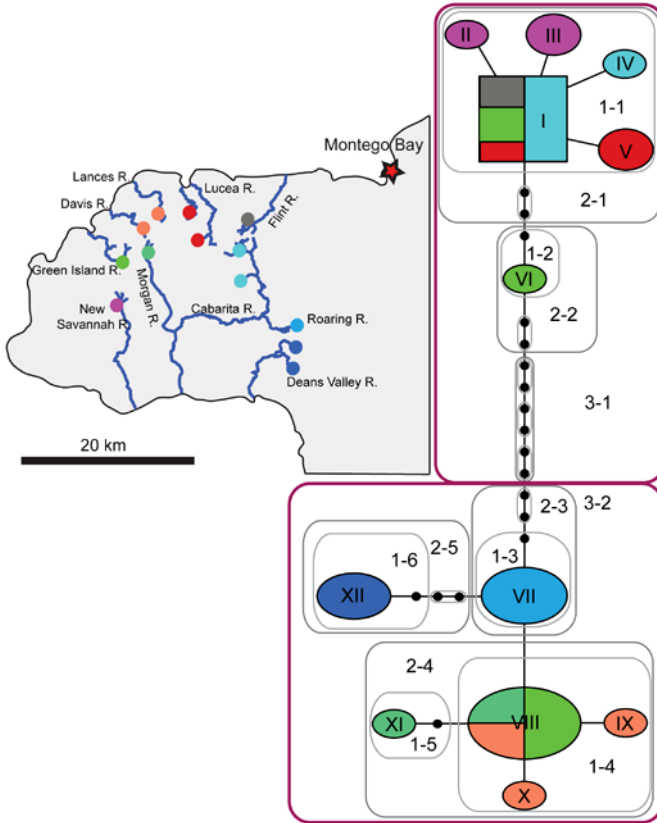 Montego Bay
Lances R.
Lucea R.
Davis R.
Flint R.
Green Island R.
Morgan R.
New
Savannah R.
Cabarita R.
Roaring R.
Deans Valley R.
20 km
II
III
IV
I
1-1
V
2-1
1-2
VI
2-2
3-1
2-3
3-2
2-5
1-6
1-3
XII
VII
2-4
XI
VIII
IX
1-5
1-4
X